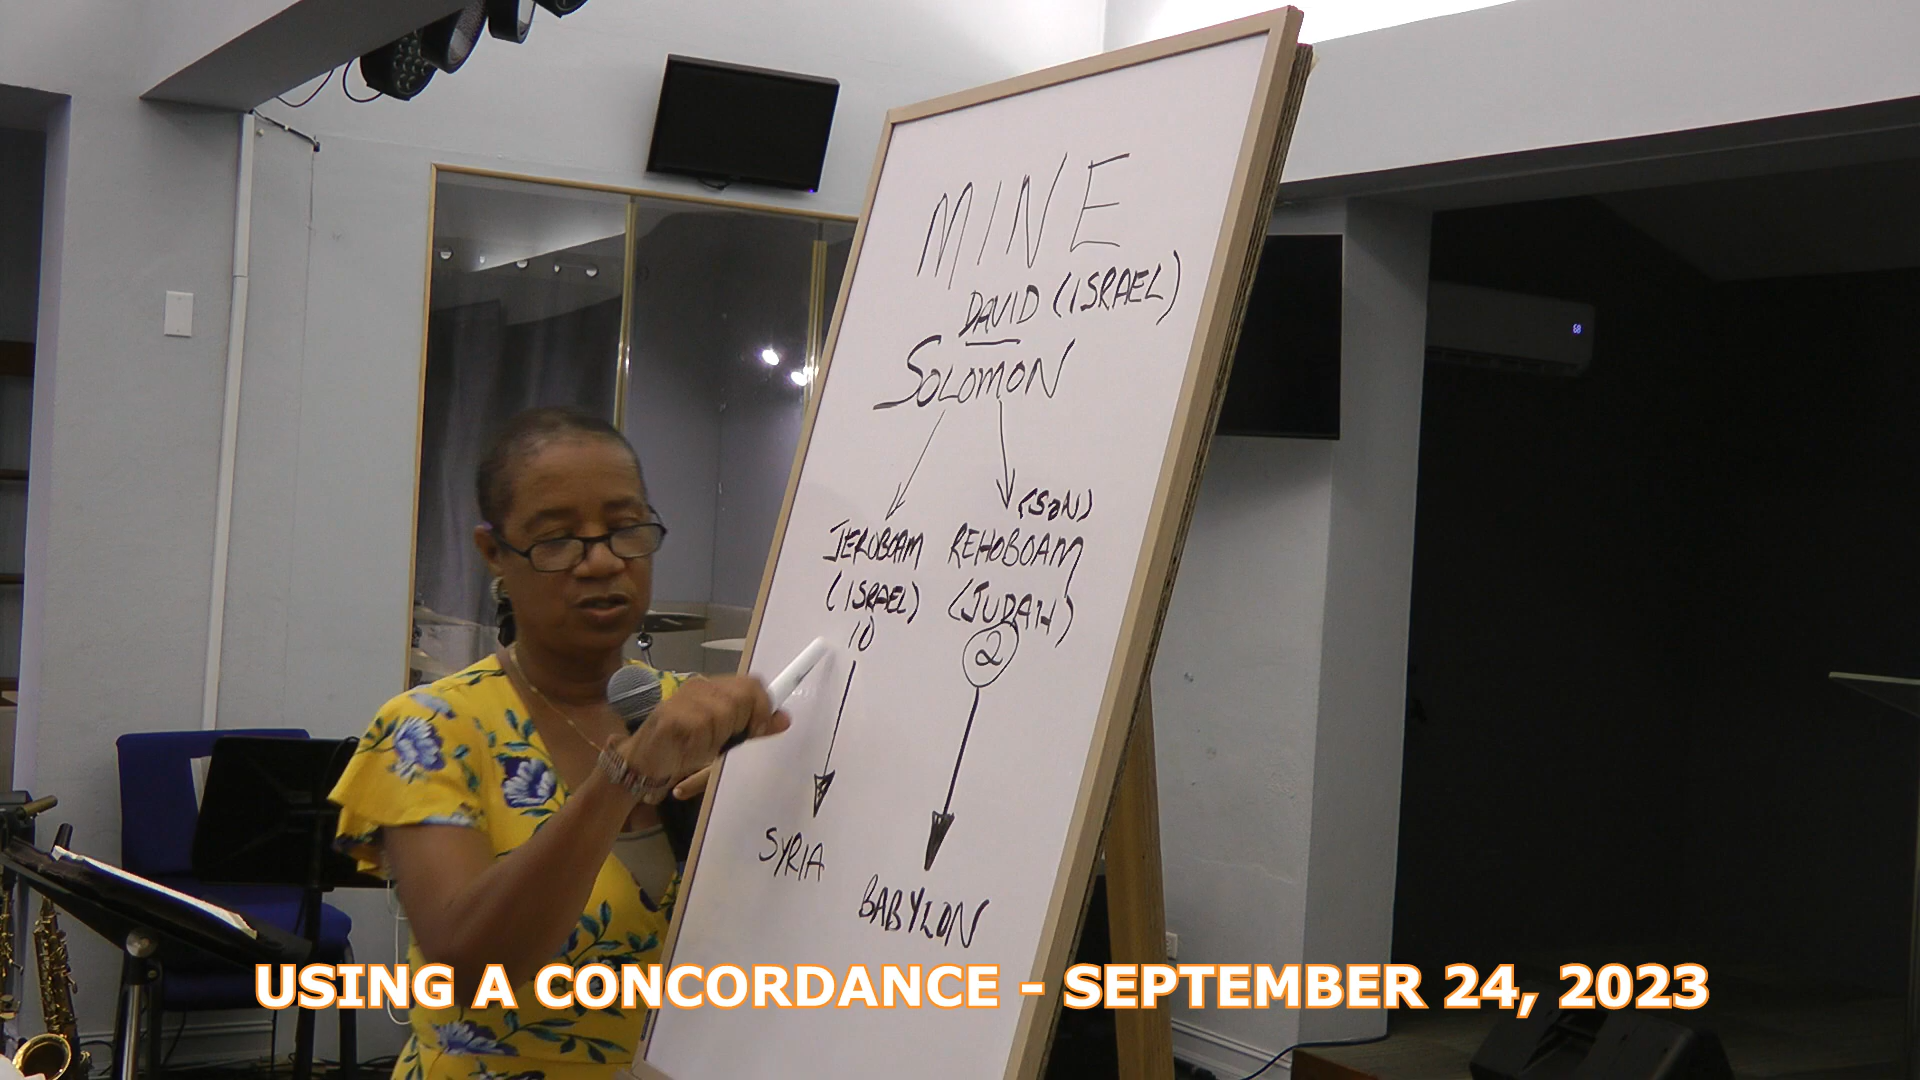 MINE
DAVID (ISRAEL)
SOLOMON
(SON)
JEROBOAM REHOBOAM
(ISRAEL) (JUDAH)
10 2
SYRIA
BABYLON
USING A CONCORDANCE - SEPTEMBER 24, 2023